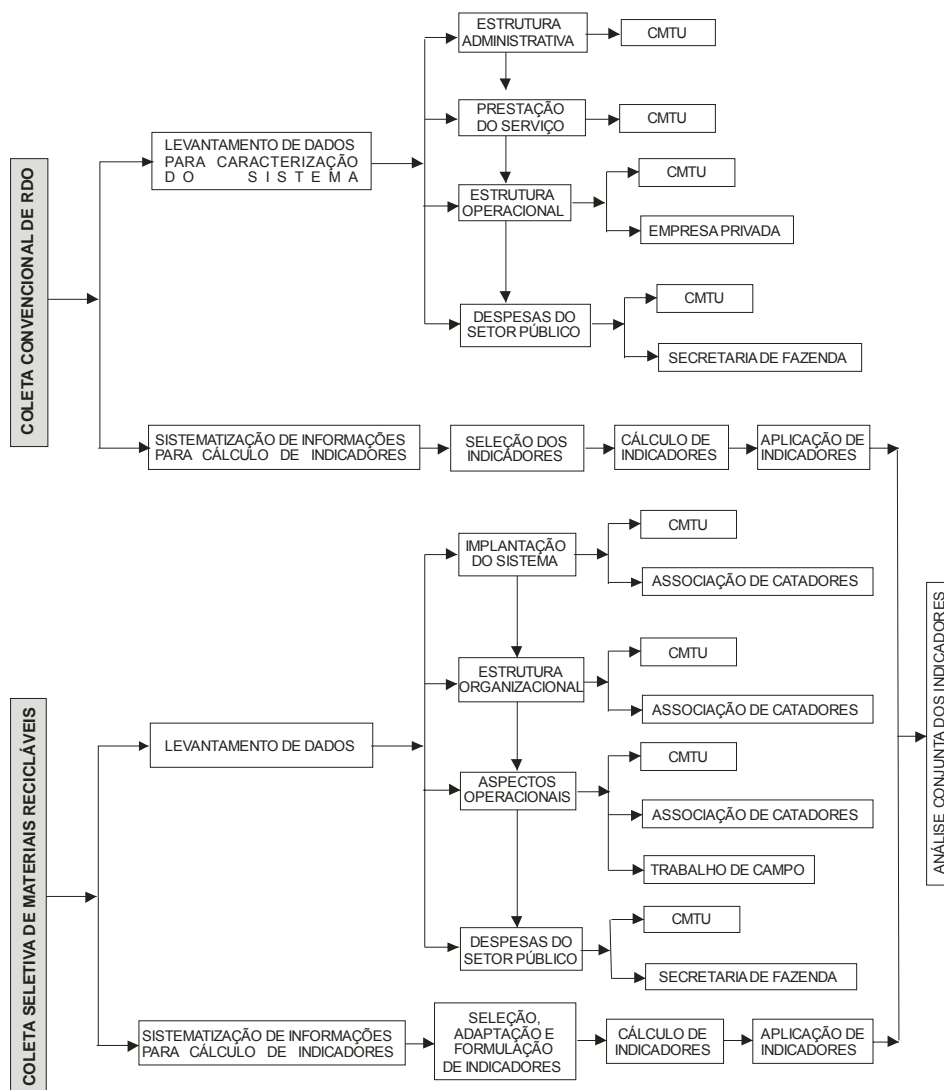 COLETA CONVENCIONAL DE RDO
LEVANTAMENTO DE DADOS
PARA CARACTERIZAÇÃO
DO SISTEMA
ESTRUTURA
ADMINISTRATIVA
CMTU
PRESTAÇÃO
DO SERVIÇO
CMTU
ESTRUTURA
OPERACIONAL
CMTU
EMPRESA PRIVADA
DESPESAS DO
SETOR PÚBLICO
CMTU
SECRETARIA DE FAZENDA
SISTEMATIZAÇÃO DE INFORMAÇÕES
PARA CÁLCULO DE INDICADORES
SELEÇÃO DOS
INDICADORES
CÁLCULO DE
INDICADORES
APLICAÇÃO DE
INDICADORES
COLETA SELETIVA DE MATERIAIS RECICLÁVEIS
LEVANTAMENTO DE DADOS
IMPLANTAÇÃO
DO SISTEMA
CMTU
ASSOCIAÇÃO DE CATADORES
ESTRUTURA
ORGANIZACIONAL
CMTU
ASSOCIAÇÃO DE CATADORES
ASPECTOS
OPERACIONAIS
CMTU
ASSOCIAÇÃO DE CATADORES
TRABALHO DE CAMPO
DESPESAS DO
SETOR PÚBLICO
CMTU
SECRETARIA DE FAZENDA
SISTEMATIZAÇÃO DE INFORMAÇÕES
PARA CÁLCULO DE INDICADORES
SELEÇÃO,
ADAPTAÇÃO E
FORMULAÇÃO
DE INDICADORES
CÁLCULO DE
INDICADORES
APLICAÇÃO DE
INDICADORES
ANÁLISE CONJUNTA DOS INDICADORES